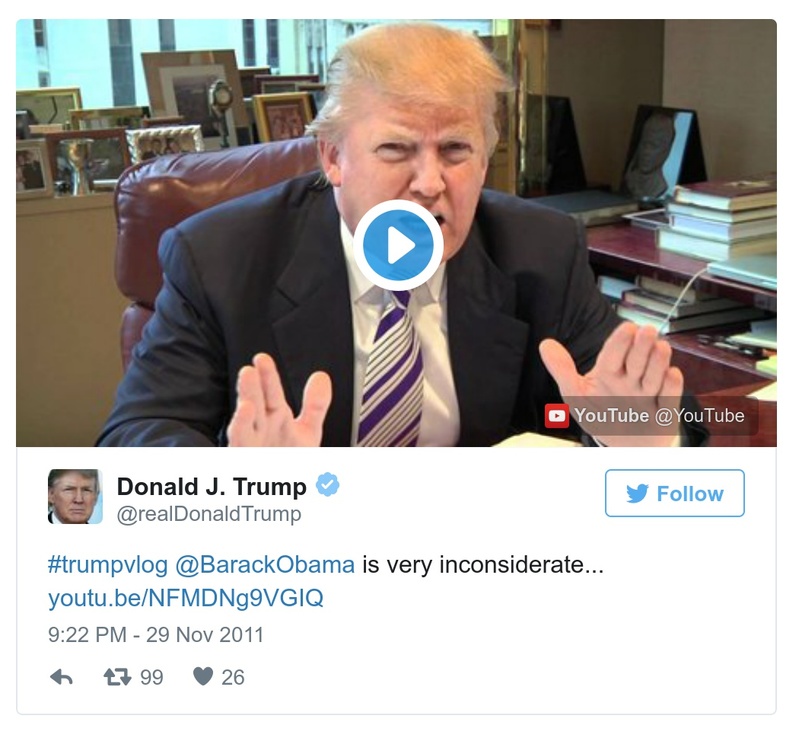 YouTube @YouTube
Donald J. Trump
@realDonaldTrump
Follow
#trumpvlog @BarackObama is very inconsiderate...
youtu.be/NFMDNg9VGIQ
9:22 PM - 29 Nov 2011
99 26